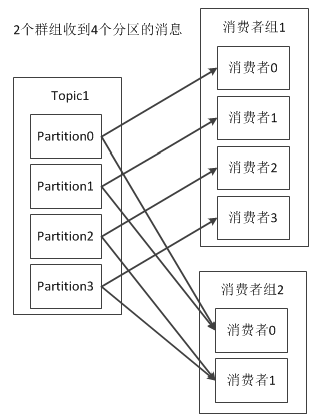 2个群组收到4个分区的消息
Topic1
Partition0
Partition1
Partition2
Partition3
消费者组1
消费者0
消费者1
消费者2
消费者3
消费者组2
消费者0
消费者1